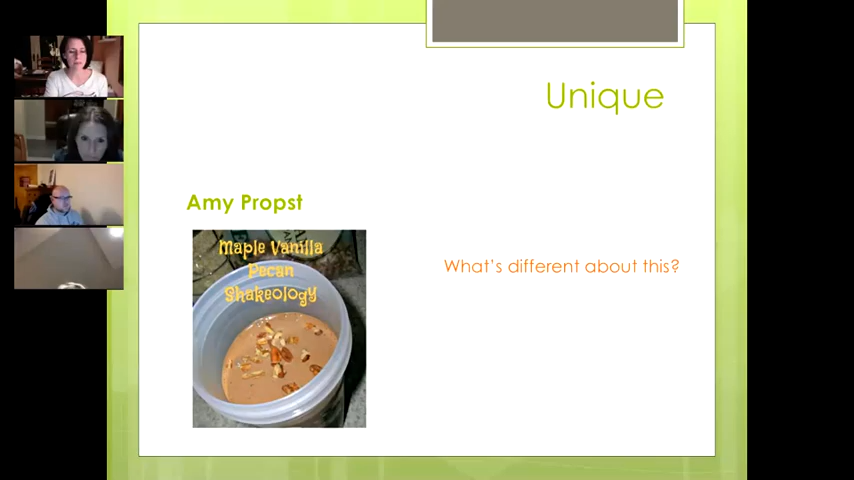 Unique
Amy Propst
Maple Vanilla
Pecan
Shakeology
What's different about this?